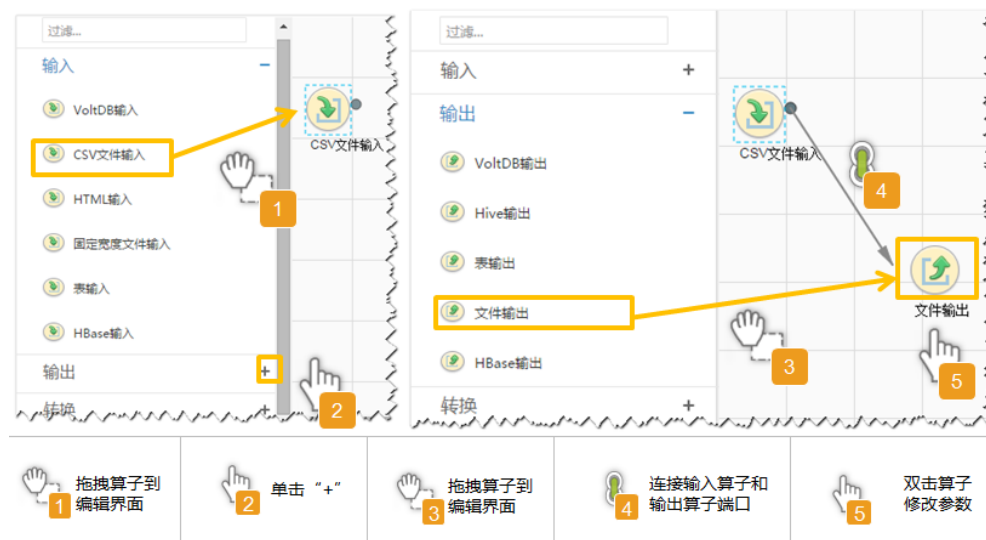 过滤...
输入
−
VoltDB输入
CSV文件输入
HTML输入
固定宽度文件输入
表输入
HBase输入
输出
+
转换
+
CSV文件输入
1
2
过滤...
输入
+
输出
−
VoltDB输出
Hive输出
表输出
文件输出
HBase输出
转换
+
CSV文件输入
4
文件输出
3
5
1
拖拽算子到
编辑界面
2
单击“+”
3
拖拽算子到
编辑界面
4
连接输入算子和
输出算子端口
5
双击算子
修改参数